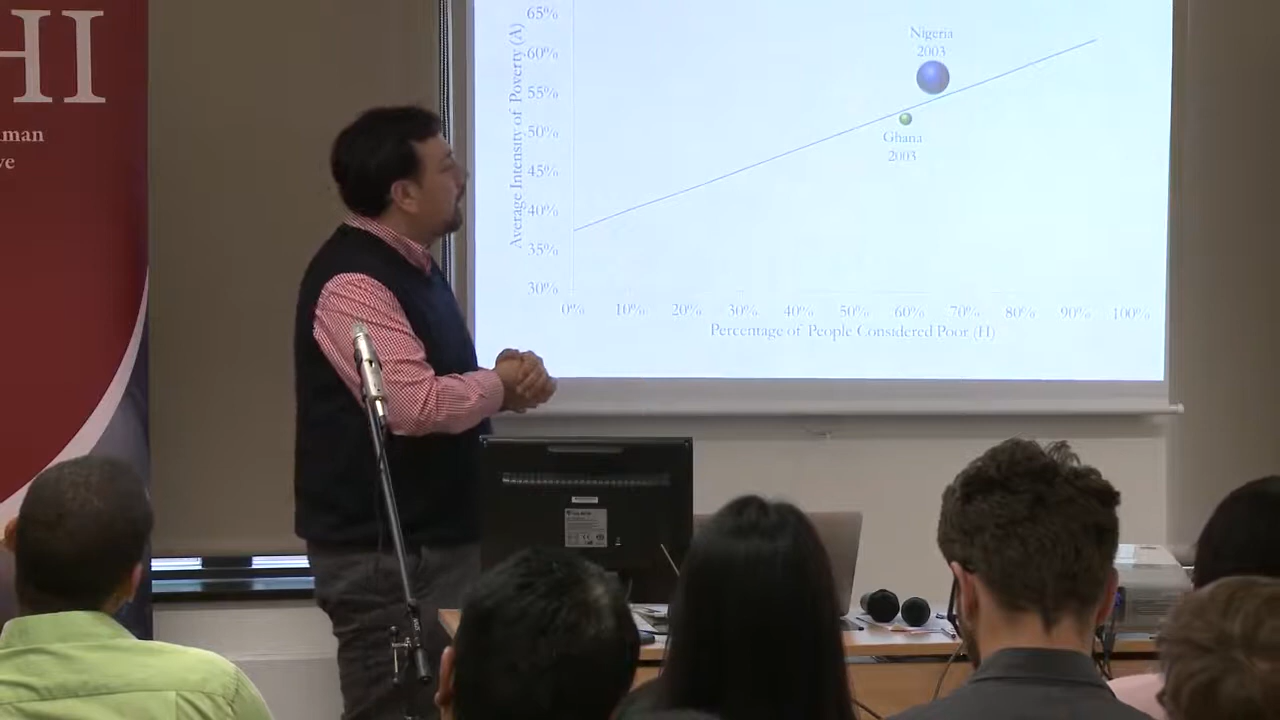 HI
man
ve
65%
60%
55%
50%
45%
40%
35%
30%
Average Intensity of Poverty (A)
Nigeria
2003
Ghana
2003
0% 10% 20% 30% 40% 50% 60% 70% 80% 90% 100%
Percentage of People Considered Poor (H)